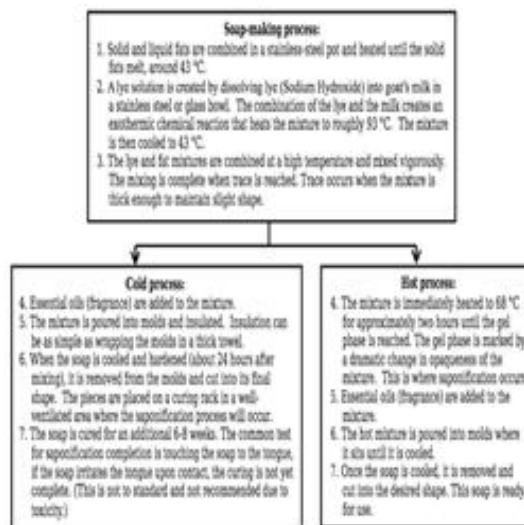 Soap-making process:
1. Solid and liquid fats are combined in a stainless-steel pot and heated until the solid
fats melt, around 43 °C.
2. A lye solution is created by dissolving lye (Sodium Hydroxide) into goat's milk in
a stainless steel or glass bowl. The combination of the lye and the milk creates an
exothermic chemical reaction that heats the mixture to roughly 93 °C. The mixture
is then cooled to 43 °C.
3. The lye and fat mixtures are combined at a high temperature and mixed vigorously.
The mixing is complete when trace is reached. Trace occurs when the mixture is
thick enough to maintain slight shape.
Cold process:
4. Essential oils (fragrance) are added to the mixture.
5. The mixture is poured into molds and insulated. Insulation can
be as simple as wrapping the molds in a thick towel.
6. When the soap is cooled and hardened (about 24 hours after
mixing), it is removed from the molds and cut into its final
shape. The pieces are placed on a curing rack in a well-
ventilated area where the saponification process will occur.
7. The soap is cured for an additional 6-8 weeks. The common test
for saponification completion is touching the soap to the tongue,
if the soap irritates the tongue upon contact, the curing is not yet
complete. (This is not to standard and not recommended due to
toxicity.)
Hot process:
4. The mixture is immediately heated to 68 °C
for approximately two hours until the gel
phase is reached. The gel phase is marked by
a dramatic change in opaqueness of the
mixture. This is where saponification occurs
5. Essential oils (fragrance) are added to the
mixture.
6. The hot mixture is poured into molds where
it sits until it is cooled.
7. Once the soap is cooled, it is removed and
cut into the desired shape. This soap is ready
for use.